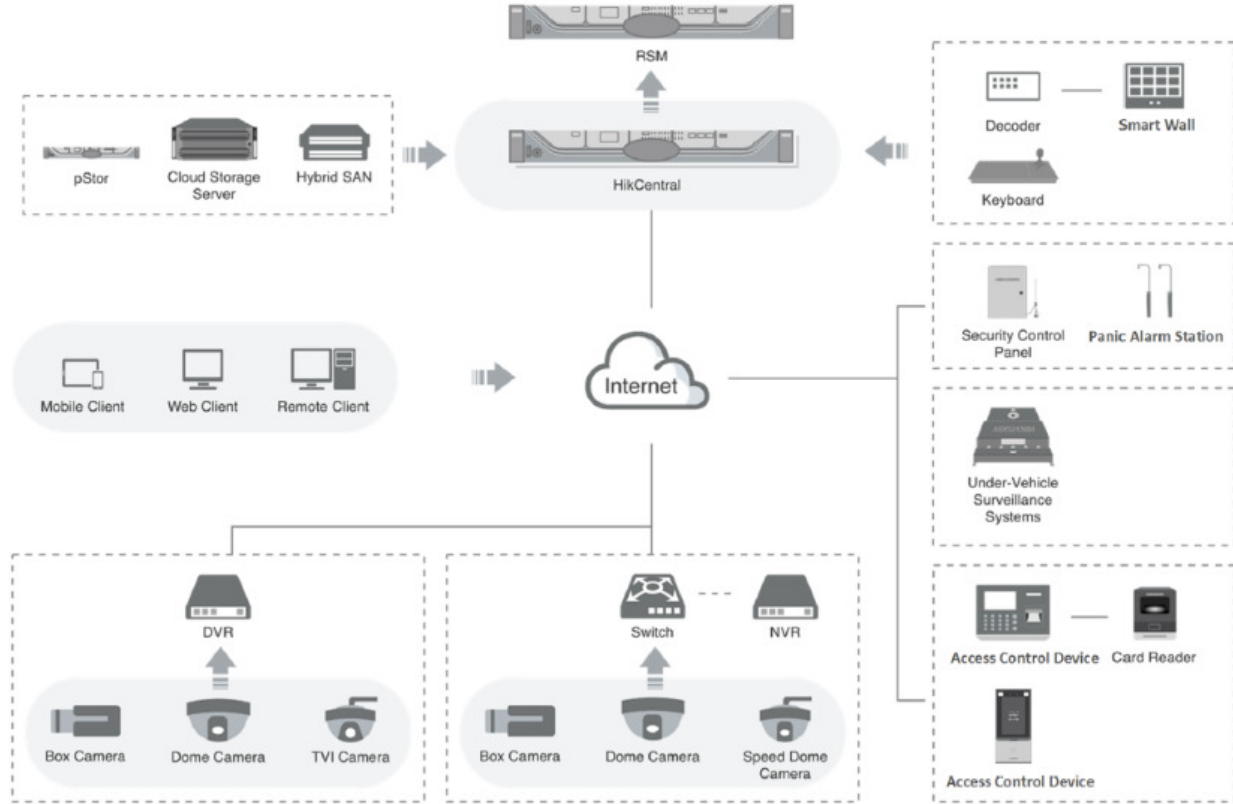 RSM
HikCentral
pStor
Cloud Storage
Server
Hybrid SAN
Decoder
Smart Wall
Keyboard
Security Control
Panel
Panic Alarm Station
Mobile Client
Web Client
Remote Client
Internet
Under-Vehicle
Surveillance
Systems
DVR
Switch
NVR
Box Camera
Dome Camera
TVI Camera
Box Camera
Dome Camera
Speed Dome
Camera
Access Control Device
Card Reader
Access Control Device